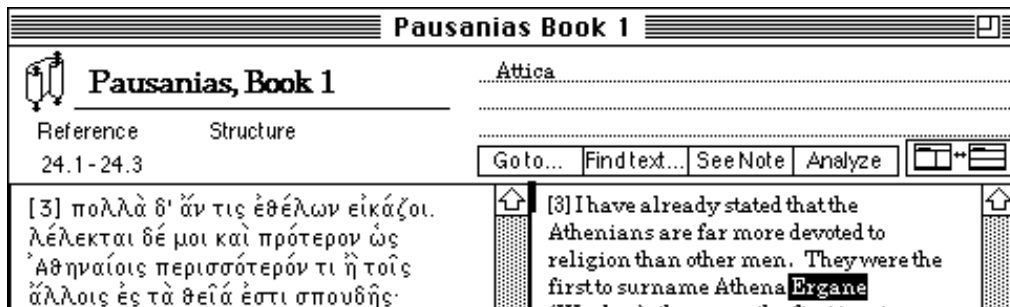 Pausanias Book 1
Pausanias, Book 1
Attica
Reference Structure
24.1-24.3
Go to... Find text... See Note Analyze
[3] πολλὰ δ' ἄν τις ἐθέλων εἰκάζοι.
λέλεκται δέ μοι καὶ πρότερον ὡς
Ἀθηναίοις περισσότερόν τι ἢ τοῖς
ἄλλοις ἐς τὰ θεῖά ἐστι σπουδῆς·
[3] I have already stated that the
Athenians are far more devoted to
religion than other men. They were the
first to surname Athena Ergane